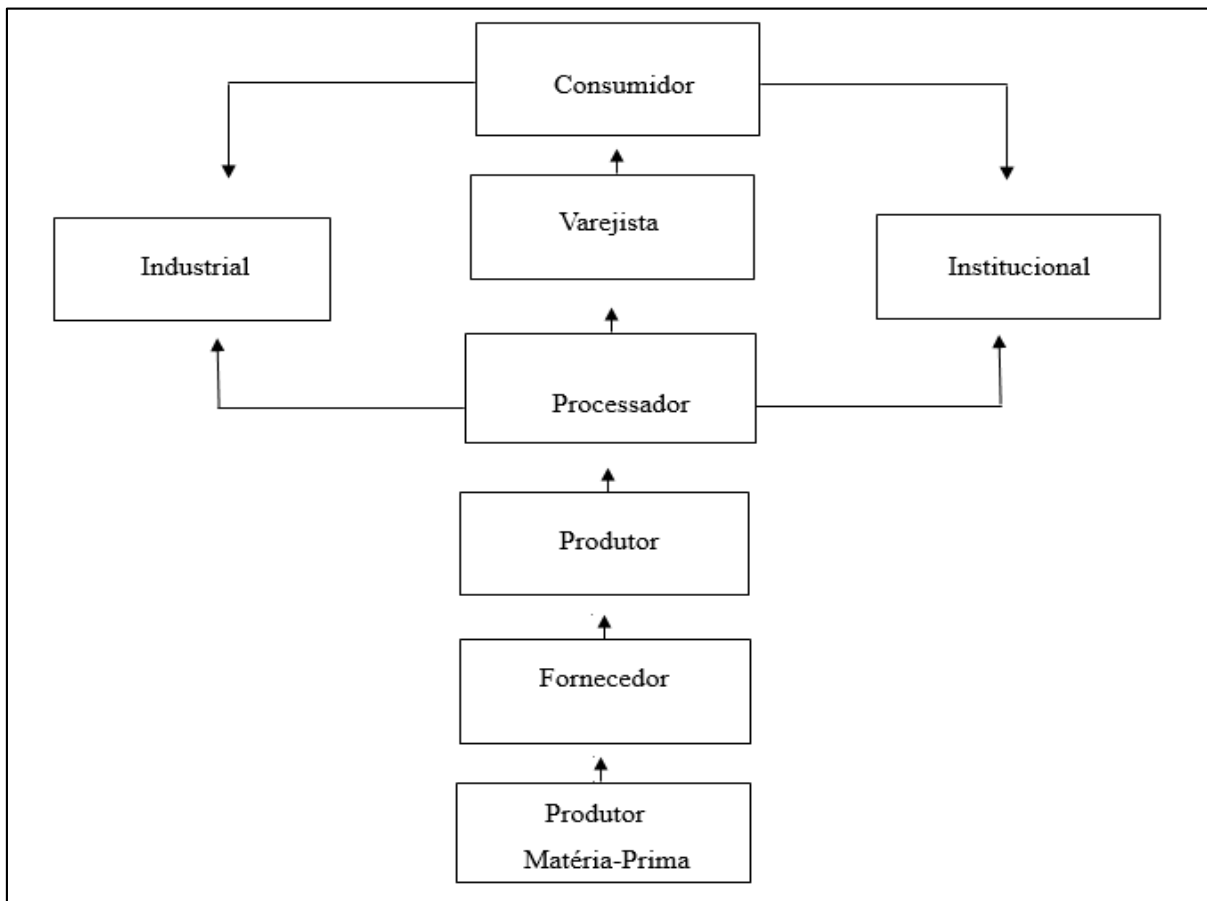 Consumidor
Varejista
Industrial
Institucional
Processador
Produtor
Fornecedor
Produtor
Matéria-Prima